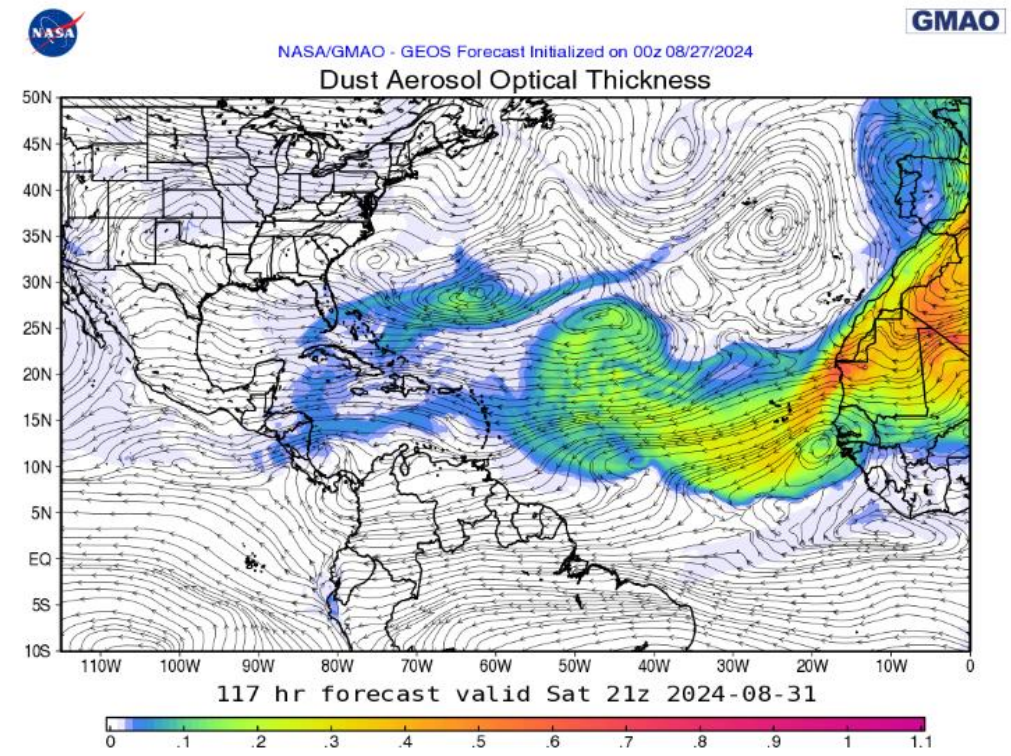 NASA
GMAO
NASA/GMAO - GEOS Forecast Initialized on 00z 08/27/2024
Dust Aerosol Optical Thickness
50N
45N
40N
35N
30N
25N
20N
15N
10N
5N
EQ
5S
10S
110W 100W 90W 80W 70W 60W 50W 40W 30W 20W 10W 0
117 hr forecast valid Sat 21z 2024-08-31
0 .1 .2 .3 .4 .5 .6 .7 .8 .9 1 1.1